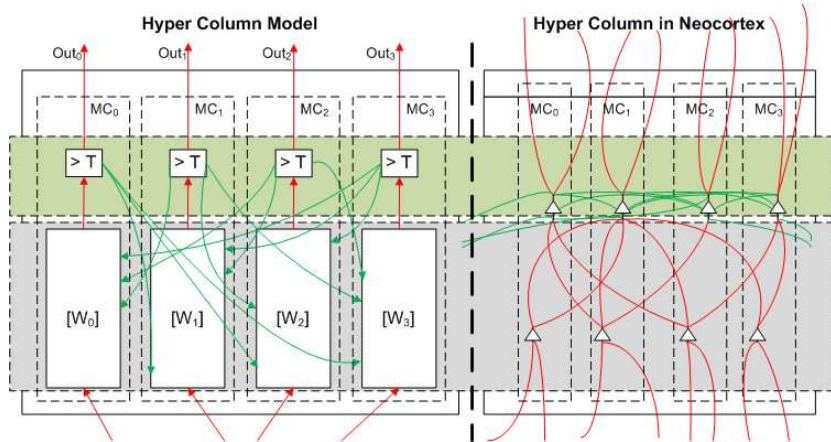 Hyper Column Model
Hyper Column in Neocortex
Out0 Out1 Out2 Out3
MC0 MC1 MC2 MC3
MC0 MC1 MC2 MC3
> T > T > T > T
[W0] [W1] [W2] [W3]